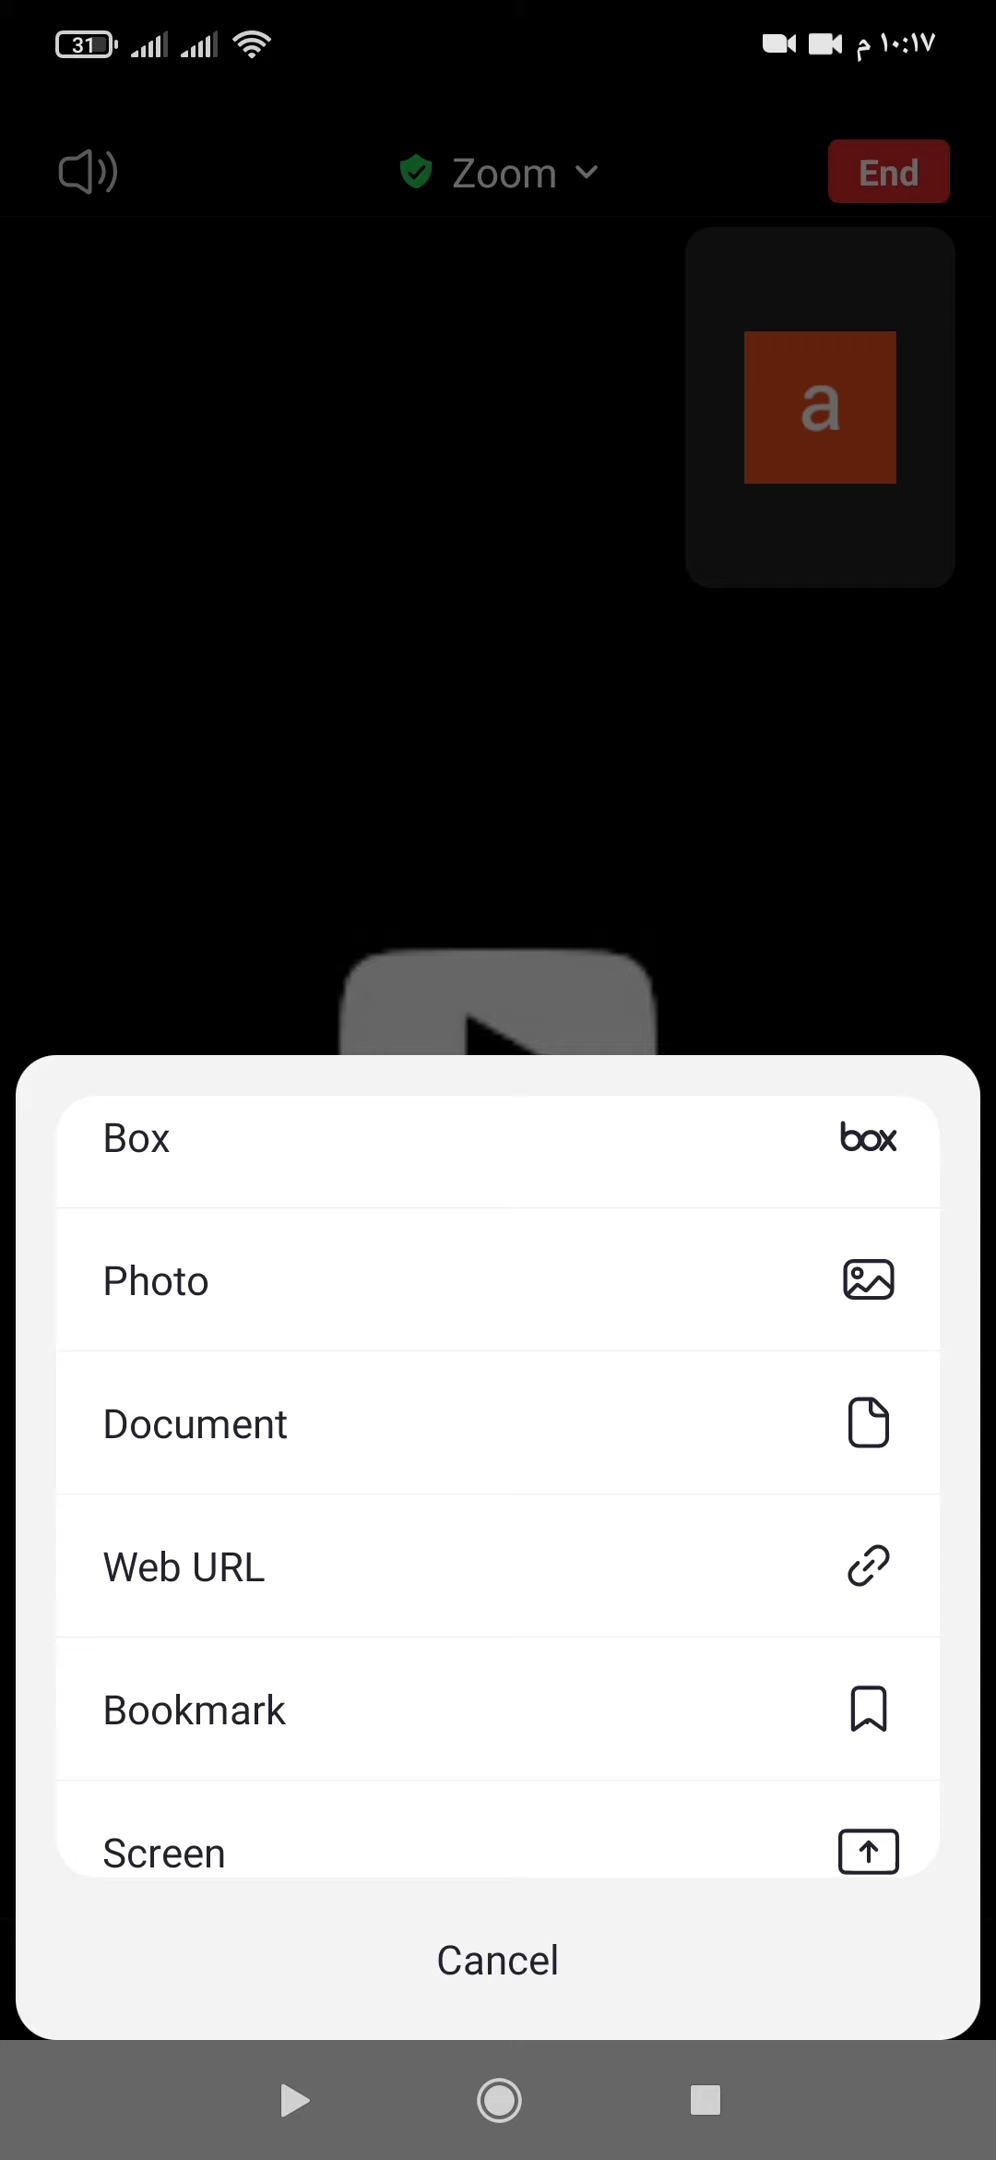 31
١٠:١٧ م
Zoom
End
a
Box
box
Photo
Document
Web URL
Bookmark
Screen
Cancel